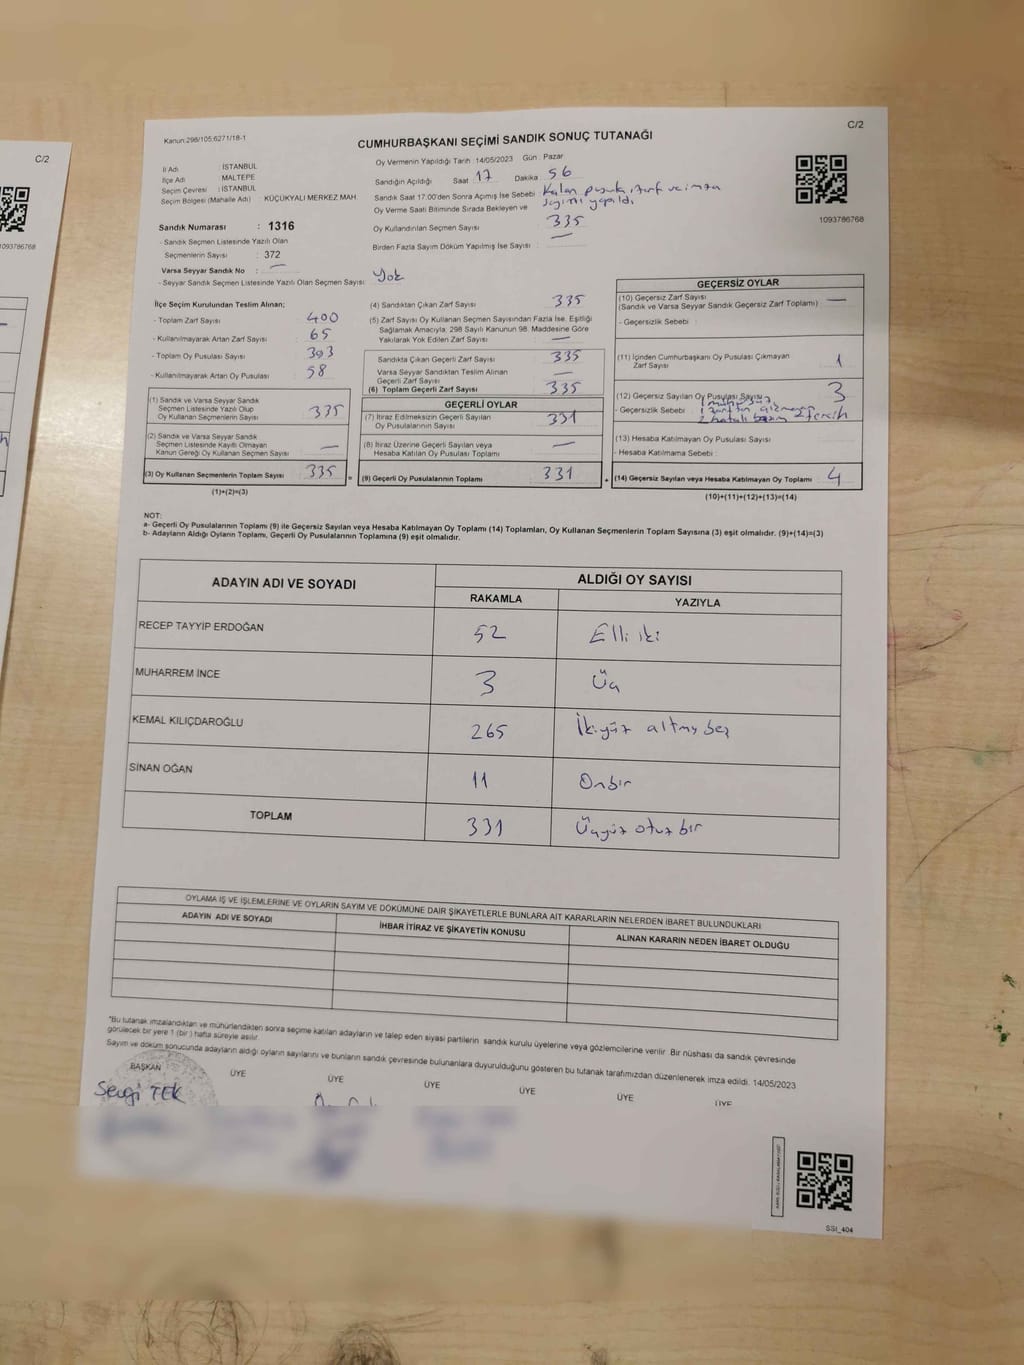 C/2
1093786768
Kanun:298/105;6271/18-1
CUMHURBAŞKANI SEÇİMİ SANDIK SONUÇ TUTANAĞI
C/2
1093786768
İl Adı : İSTANBUL
İlçe Adı : MALTEPE
Seçim Çevresi : İSTANBUL
Seçim Bölgesi (Mahalle Adı) : KÜÇÜKYALI MERKEZ MAH.
Oy Vermenin Yapıldığı Tarih : 14/05/2023 Gün : Pazar
Sandığın Açıldığı Saat 17 Dakika : 56
Sandık Saat 17:00'den Sonra Açılmış İse Sebebi : Kalan pusula, zarf ve imza
sayımı yapıldı
Oy Verme Saati Bitiminde Sırada Bekleyen ve
Oy Kullandırılan Seçmen Sayısı : 335
Birden Fazla Sayım Döküm Yapılmış İse Sayısı : —
Sandık Numarası : 1316
- Sandık Seçmen Listesinde Yazılı Olan
Seçmenlerin Sayısı : 372
Varsa Seyyar Sandık No : —
- Seyyar Sandık Seçmen Listesinde Yazılı Olan Seçmen Sayısı : Yok
İlçe Seçim Kurulundan Teslim Alınan;
- Toplam Zarf Sayısı : 400
- Kullanılmayarak Artan Zarf Sayısı : 65
- Toplam Oy Pusulası Sayısı : 393
- Kullanılmayarak Artan Oy Pusulası : 58
(1) Sandık ve Varsa Seyyar Sandık
Seçmen Listesinde Yazılı Olup
Oy Kullanan Seçmenlerin Sayısı : 335
(2) Sandık ve Varsa Seyyar Sandık
Seçmen Listesinde Kayıtlı Olmayan
Kanun Gereği Oy Kullanan Seçmen Sayısı : —
(3) Oy Kullanan Seçmenlerin Toplam Sayısı : 335
(1)+(2)=(3)
(4) Sandıktan Çıkan Zarf Sayısı : 335
(5) Zarf Sayısı Oy Kullanan Seçmen Sayısından Fazla İse, Eşitliği
Sağlamak Amacıyla; 298 Sayılı Kanunun 98. Maddesine Göre
Yakılarak Yok Edilen Zarf Sayısı : —
Sandıkta Çıkan Geçerli Zarf Sayısı : 335
Varsa Seyyar Sandıktan Teslim Alınan
Geçerli Zarf Sayısı : —
(6) Toplam Geçerli Zarf Sayısı : 335
GEÇERLİ OYLAR
(7) İtiraz Edilmeksizin Geçerli Sayılan
Oy Pusulalarının Sayısı : 331
(8) İtiraz Üzerine Geçerli Sayılan veya
Hesaba Katılan Oy Pusulası Toplamı : —
= (9) Geçerli Oy Pusulalarının Toplamı : 331
GEÇERSİZ OYLAR
(10) Geçersiz Zarf Sayısı
(Sandık ve Varsa Seyyar Sandık Geçersiz Zarf Toplamı) : —
- Geçersizlik Sebebi :
(11) İçinden Cumhurbaşkanı Oy Pusulası Çıkmayan
Zarf Sayısı : 1
(12) Geçersiz Sayılan Oy Pusulası Sayısı : 3
- Geçersizlik Sebebi :
(13) Hesaba Katılmayan Oy Pusulası Sayısı :
- Hesaba Katılmama Sebebi :
+ (14) Geçersiz Sayılan veya Hesaba Katılmayan Oy Toplamı : 4
(10)+(11)+(12)+(13)=(14)
NOT:
a- Geçerli Oy Pusulalarının Toplamı (9) ile Geçersiz Sayılan veya Hesaba Katılmayan Oy Toplamı (14) Toplamları, Oy Kullanan Seçmenlerin Toplam Sayısına (3) eşit olmalıdır. (9)+(14)=(3)
b- Adayların Aldığı Oyların Toplamı, Geçerli Oy Pusulalarının Toplamına (9) eşit olmalıdır.
ADAYIN ADI VE SOYADI ALDIĞI OY SAYISI
RAKAMLA YAZIYLA
RECEP TAYYİP ERDOĞAN 52 Elli iki
MUHARREM İNCE 3 Üç
KEMAL KILIÇDAROĞLU 265 İkiyüz altmış beş
SİNAN OĞAN 11 Onbir
TOPLAM 331 Üçyüz otuz bir
OYLAMA İŞ VE İŞLEMLERİNE VE OYLARIN SAYIM VE DÖKÜMÜNE DAİR ŞİKAYETLERLE BUNLARA AİT KARARLARIN NELERDEN İBARET BULUNDUKLARI
ADAYIN ADI VE SOYADI İHBAR İTİRAZ VE ŞİKAYETİN KONUSU ALINAN KARARIN NEDEN İBARET OLDUĞU
*Bu tutanak imzalandıktan ve mühürlendikten sonra seçime katılan adayların ve talep eden siyasi partilerin sandık kurulu üyelerine veya gözlemcilerine verilir. Bir nüshası da sandık çevresinde
görülecek bir yere 1 (bir) hafta süreyle asılır.
Sayım ve döküm sonucunda adayların aldığı oyların sayılarını ve bunların sandık çevresinde bulunanlara duyurulduğunu gösteren bu tutanak tarafımızdan düzenlenerek imza edildi. 14/05/2023
BAŞKAN ÜYE ÜYE ÜYE ÜYE ÜYE ÜYE
Sevgi TEK
SSI_404